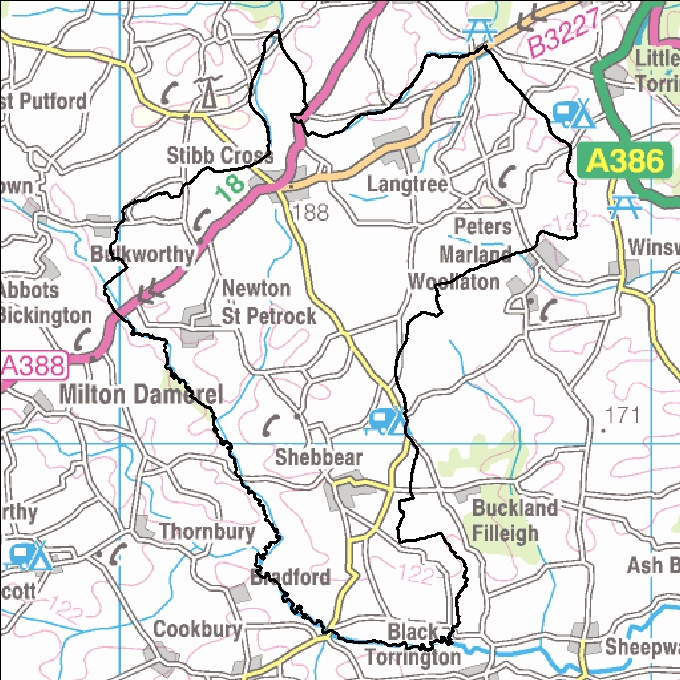 B3227
Little
Torri
st Putford
A386
Stibb Cross
Langtree
own
18
188
122
Peters
Marland
Winsw
Bulkworthy
Woollaton
Abbots
Bickington
Newton
St Petrock
A388
Milton Damerel
171
Shebbear
rthy
Buckland
Filleigh
Thornbury
Bradford
122
Ash B
cott
122
Cookbury
Black
Torrington
Sheepwa